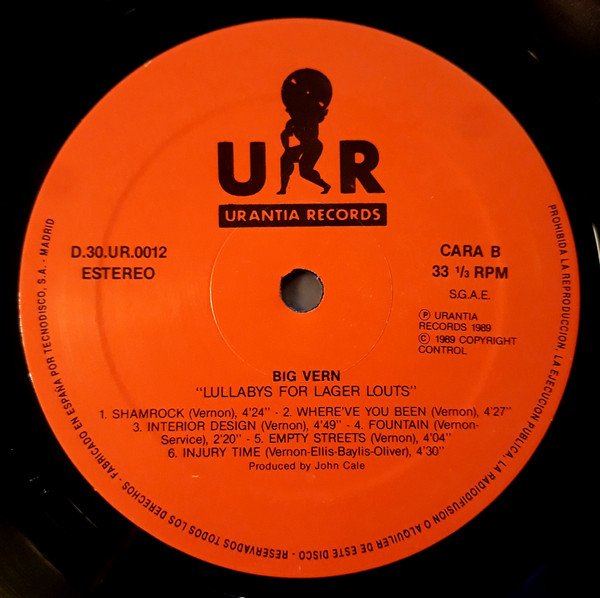 U R
URANTIA RECORDS
D.30.UR.0012
ESTEREO
CARA B
33 1/3 RPM
S.G.A.E.
Ⓟ URANTIA
RECORDS 1989
© 1989 COPYRIGHT
CONTROL
BIG VERN
"LULLABYS FOR LAGER LOUTS"
1. SHAMROCK (Vernon), 4'24" - 2. WHERE'VE YOU BEEN (Vernon), 4'27"
3. INTERIOR DESIGN (Vernon), 4'49" - 4. FOUNTAIN (Vernon-
Service), 2'20" - 5. EMPTY STREETS (Vernon), 4'04"
6. INJURY TIME (Vernon-Ellis-Baylis-Oliver), 4'30"
Produced by John Cale
PROHIBIDA LA REPRODUCCION, LA EJECUCION PUBLICA, LA RADIODIFUSION O ALQUILER DE ESTE DISCO - RESERVADOS TODOS LOS DERECHOS - FABRICADO EN ESPAÑA POR TECNODISCO, S.A. - MADRID